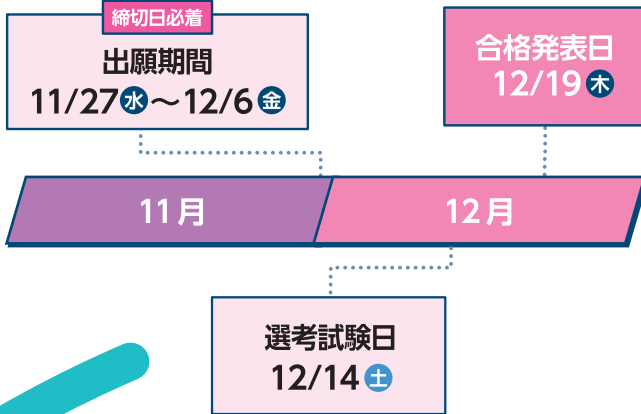 締切日必着
出願期間
11/27水〜12/6金
合格発表日
12/19木
11月
12月
選考試験日
12/14土